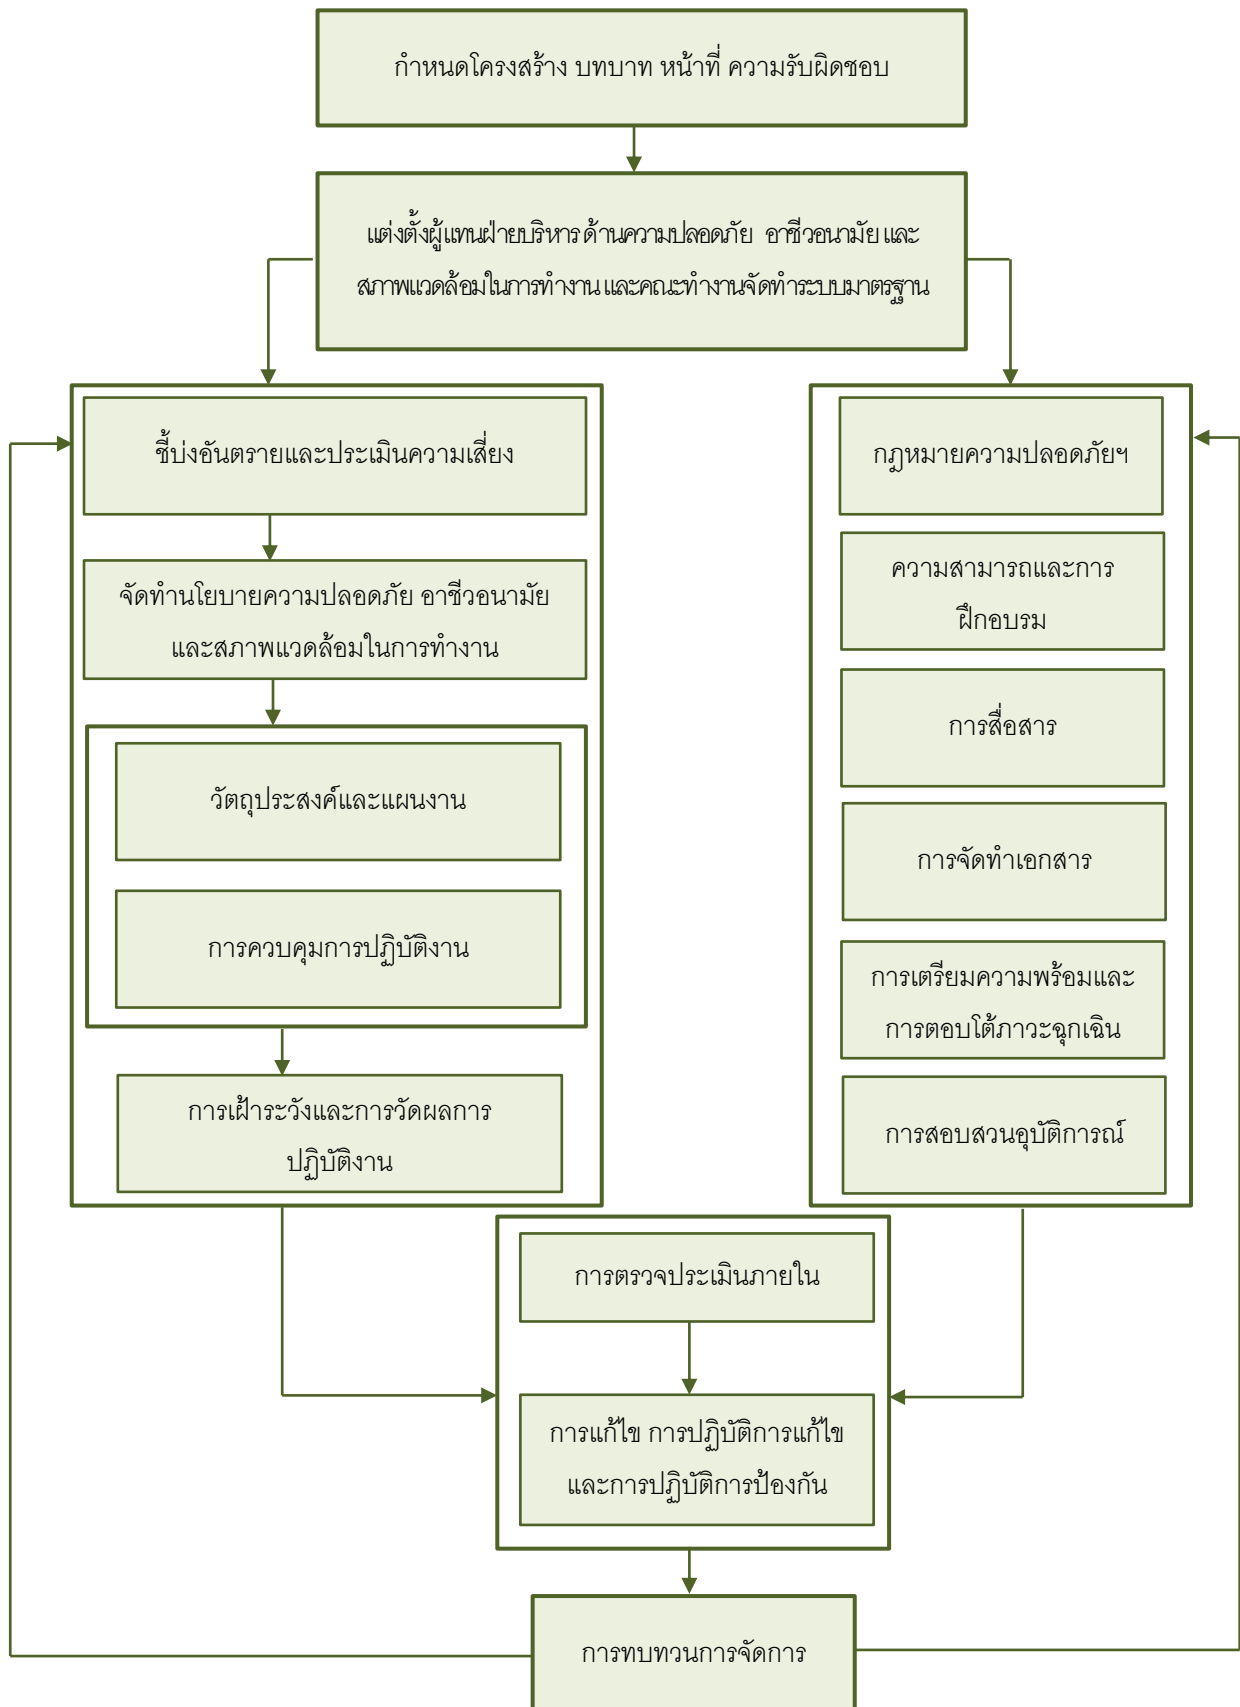 กำหนดโครงสร้าง บทบาท หน้าที่ ความรับผิดชอบ
แต่งตั้งผู้แทนฝ่ายบริหาร ด้านความปลอดภัย อาชีวอนามัย และ
สภาพแวดล้อมในการทำงาน และคณะทำงานจัดทำระบบมาตรฐาน
ชี้บ่งอันตรายและประเมินความเสี่ยง
จัดทำนโยบายความปลอดภัย อาชีวอนามัย
และสภาพแวดล้อมในการทำงาน
วัตถุประสงค์และแผนงาน
การควบคุมการปฏิบัติงาน
การเฝ้าระวังและการวัดผลการ
ปฏิบัติงาน
กฎหมายความปลอดภัยฯ
ความสามารถและการ
ฝึกอบรม
การสื่อสาร
การจัดทำเอกสาร
การเตรียมความพร้อมและ
การตอบโต้ภาวะฉุกเฉิน
การสอบสวนอุบัติการณ์
การตรวจประเมินภายใน
การแก้ไข การปฏิบัติการแก้ไข
และการปฏิบัติการป้องกัน
การทบทวนการจัดการ